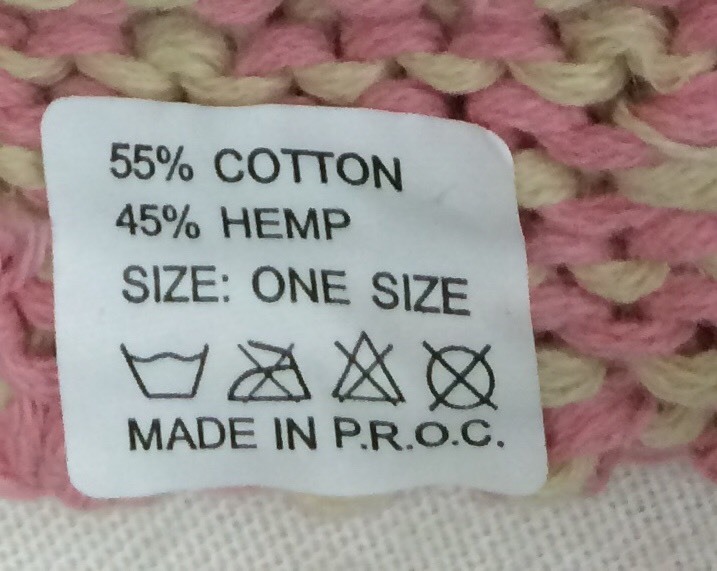 55% COTTON
45% HEMP
SIZE: ONE SIZE
MADE IN P.R.O.C.